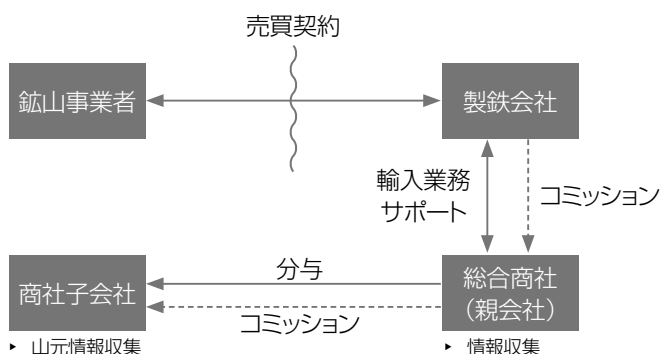 売買契約
鉱山事業者
製鉄会社
輸入業務
サポート
コミッション
商社子会社
分与
コミッション
総合商社
（親会社）
▸ 山元情報収集
▸ 情報収集